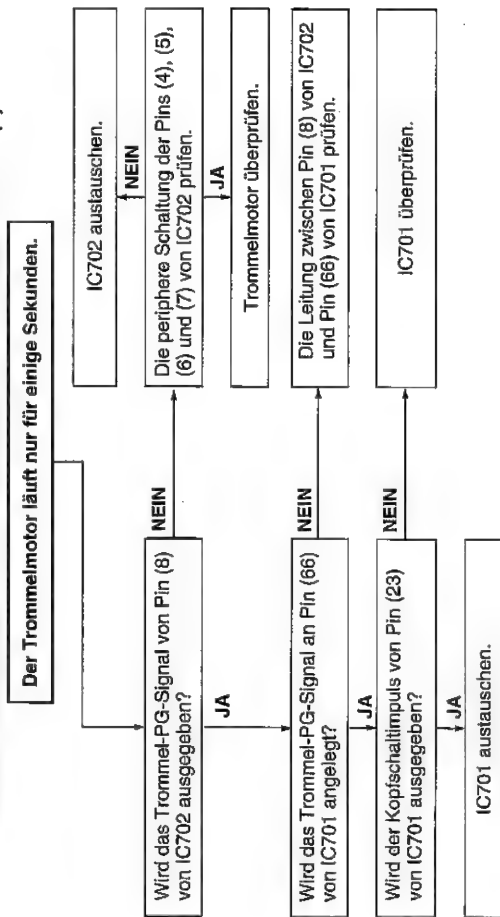 Der Trommelmotor läuft nur für einige Sekunden.
Wird das Trommel-PG-Signal von Pin (8)
von IC702 ausgegeben?
NEIN
Die periphere Schaltung der Pins (4), (5),
(6) und (7) von IC702 prüfen.
NEIN
IC702 austauschen.
JA
Trommelmotor überprüfen.
JA
Wird das Trommel-PG-Signal an Pin (66)
von IC701 angelegt?
NEIN
Die Leitung zwischen Pin (8) von IC702
und Pin (66) von IC701 prüfen.
JA
Wird der Kopfschaltimpuls von Pin (23)
von IC701 ausgegeben?
NEIN
IC701 überprüfen.
JA
IC701 austauschen.